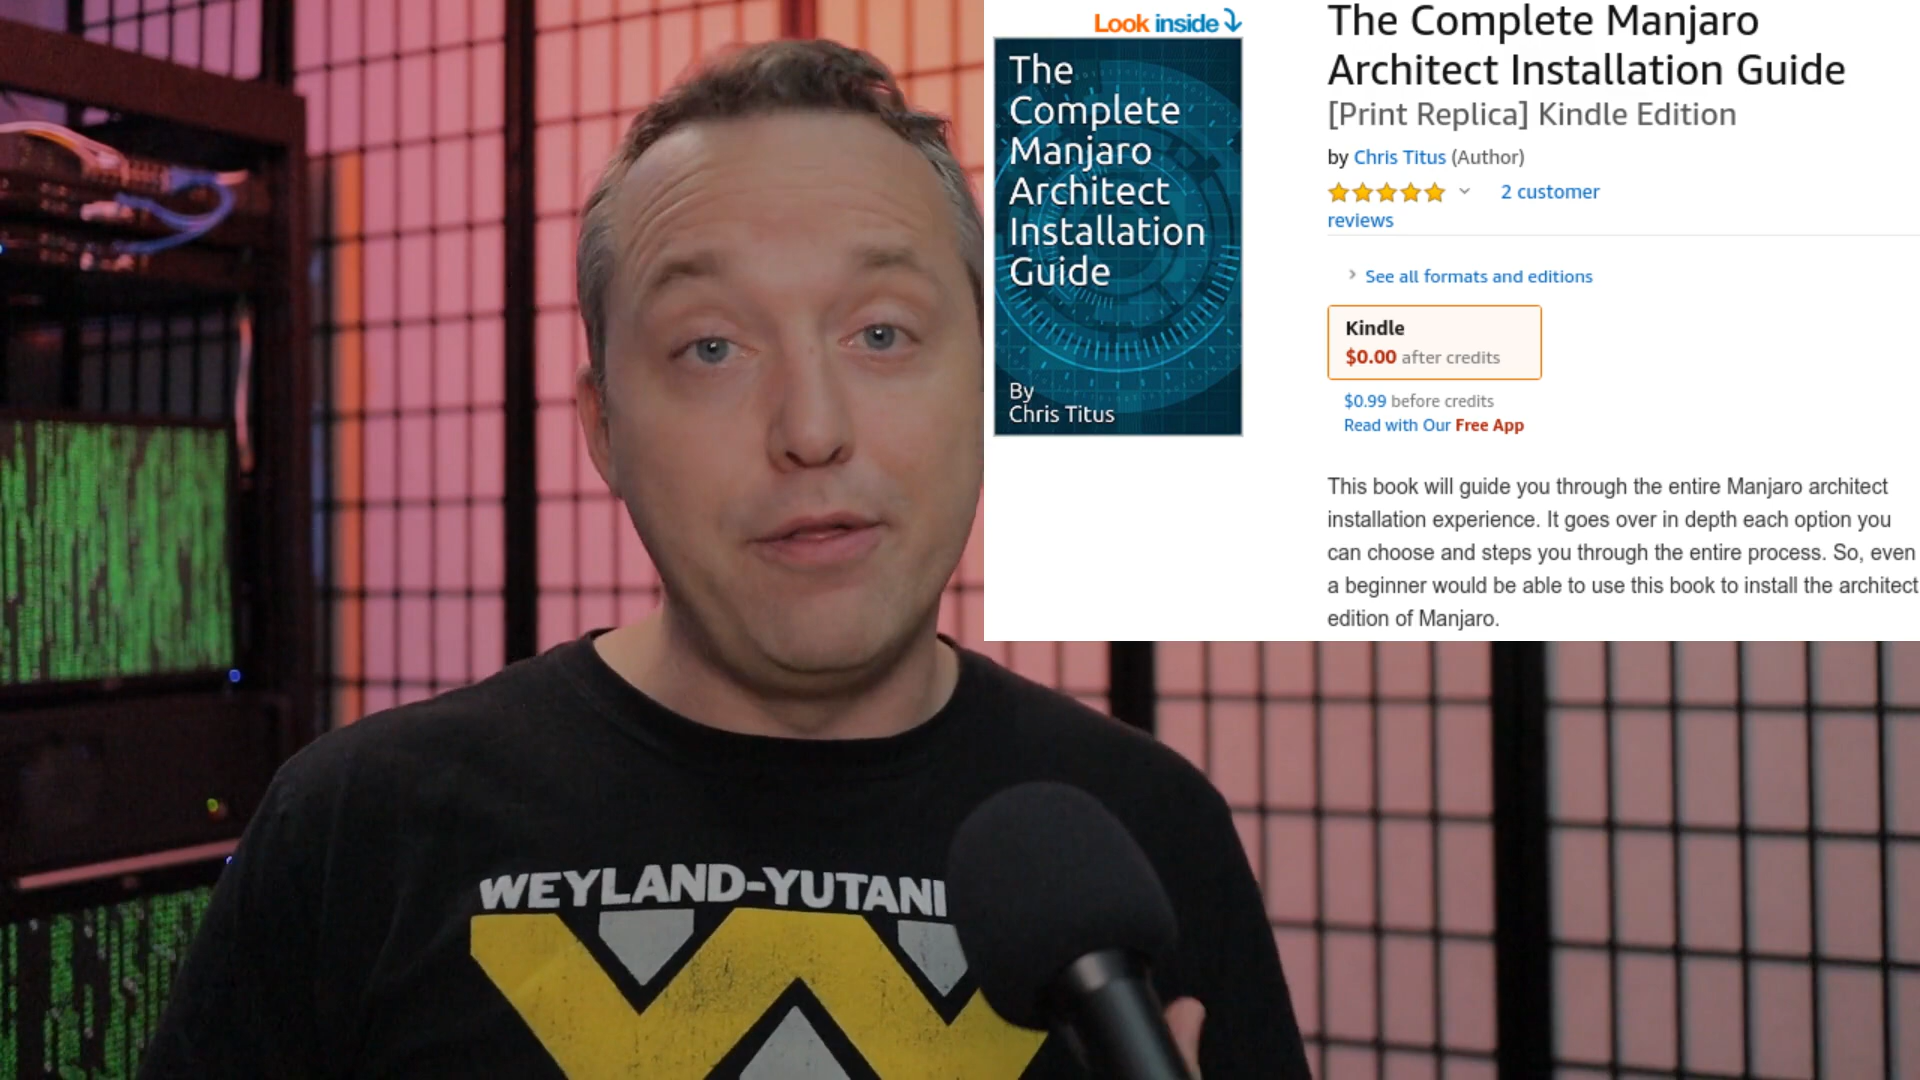 Look inside
The
Complete
Manjaro
Architect
Installation
Guide
By
Chris Titus
The Complete Manjaro
Architect Installation Guide
[Print Replica] Kindle Edition
by Chris Titus (Author)
2 customer
reviews
See all formats and editions
Kindle
$0.00 after credits
$0.99 before credits
Read with Our Free App
This book will guide you through the entire Manjaro architect
installation experience. It goes over in depth each option you
can choose and steps you through the entire process. So, even
a beginner would be able to use this book to install the architect
edition of Manjaro.
WEYLAND-YUTANI